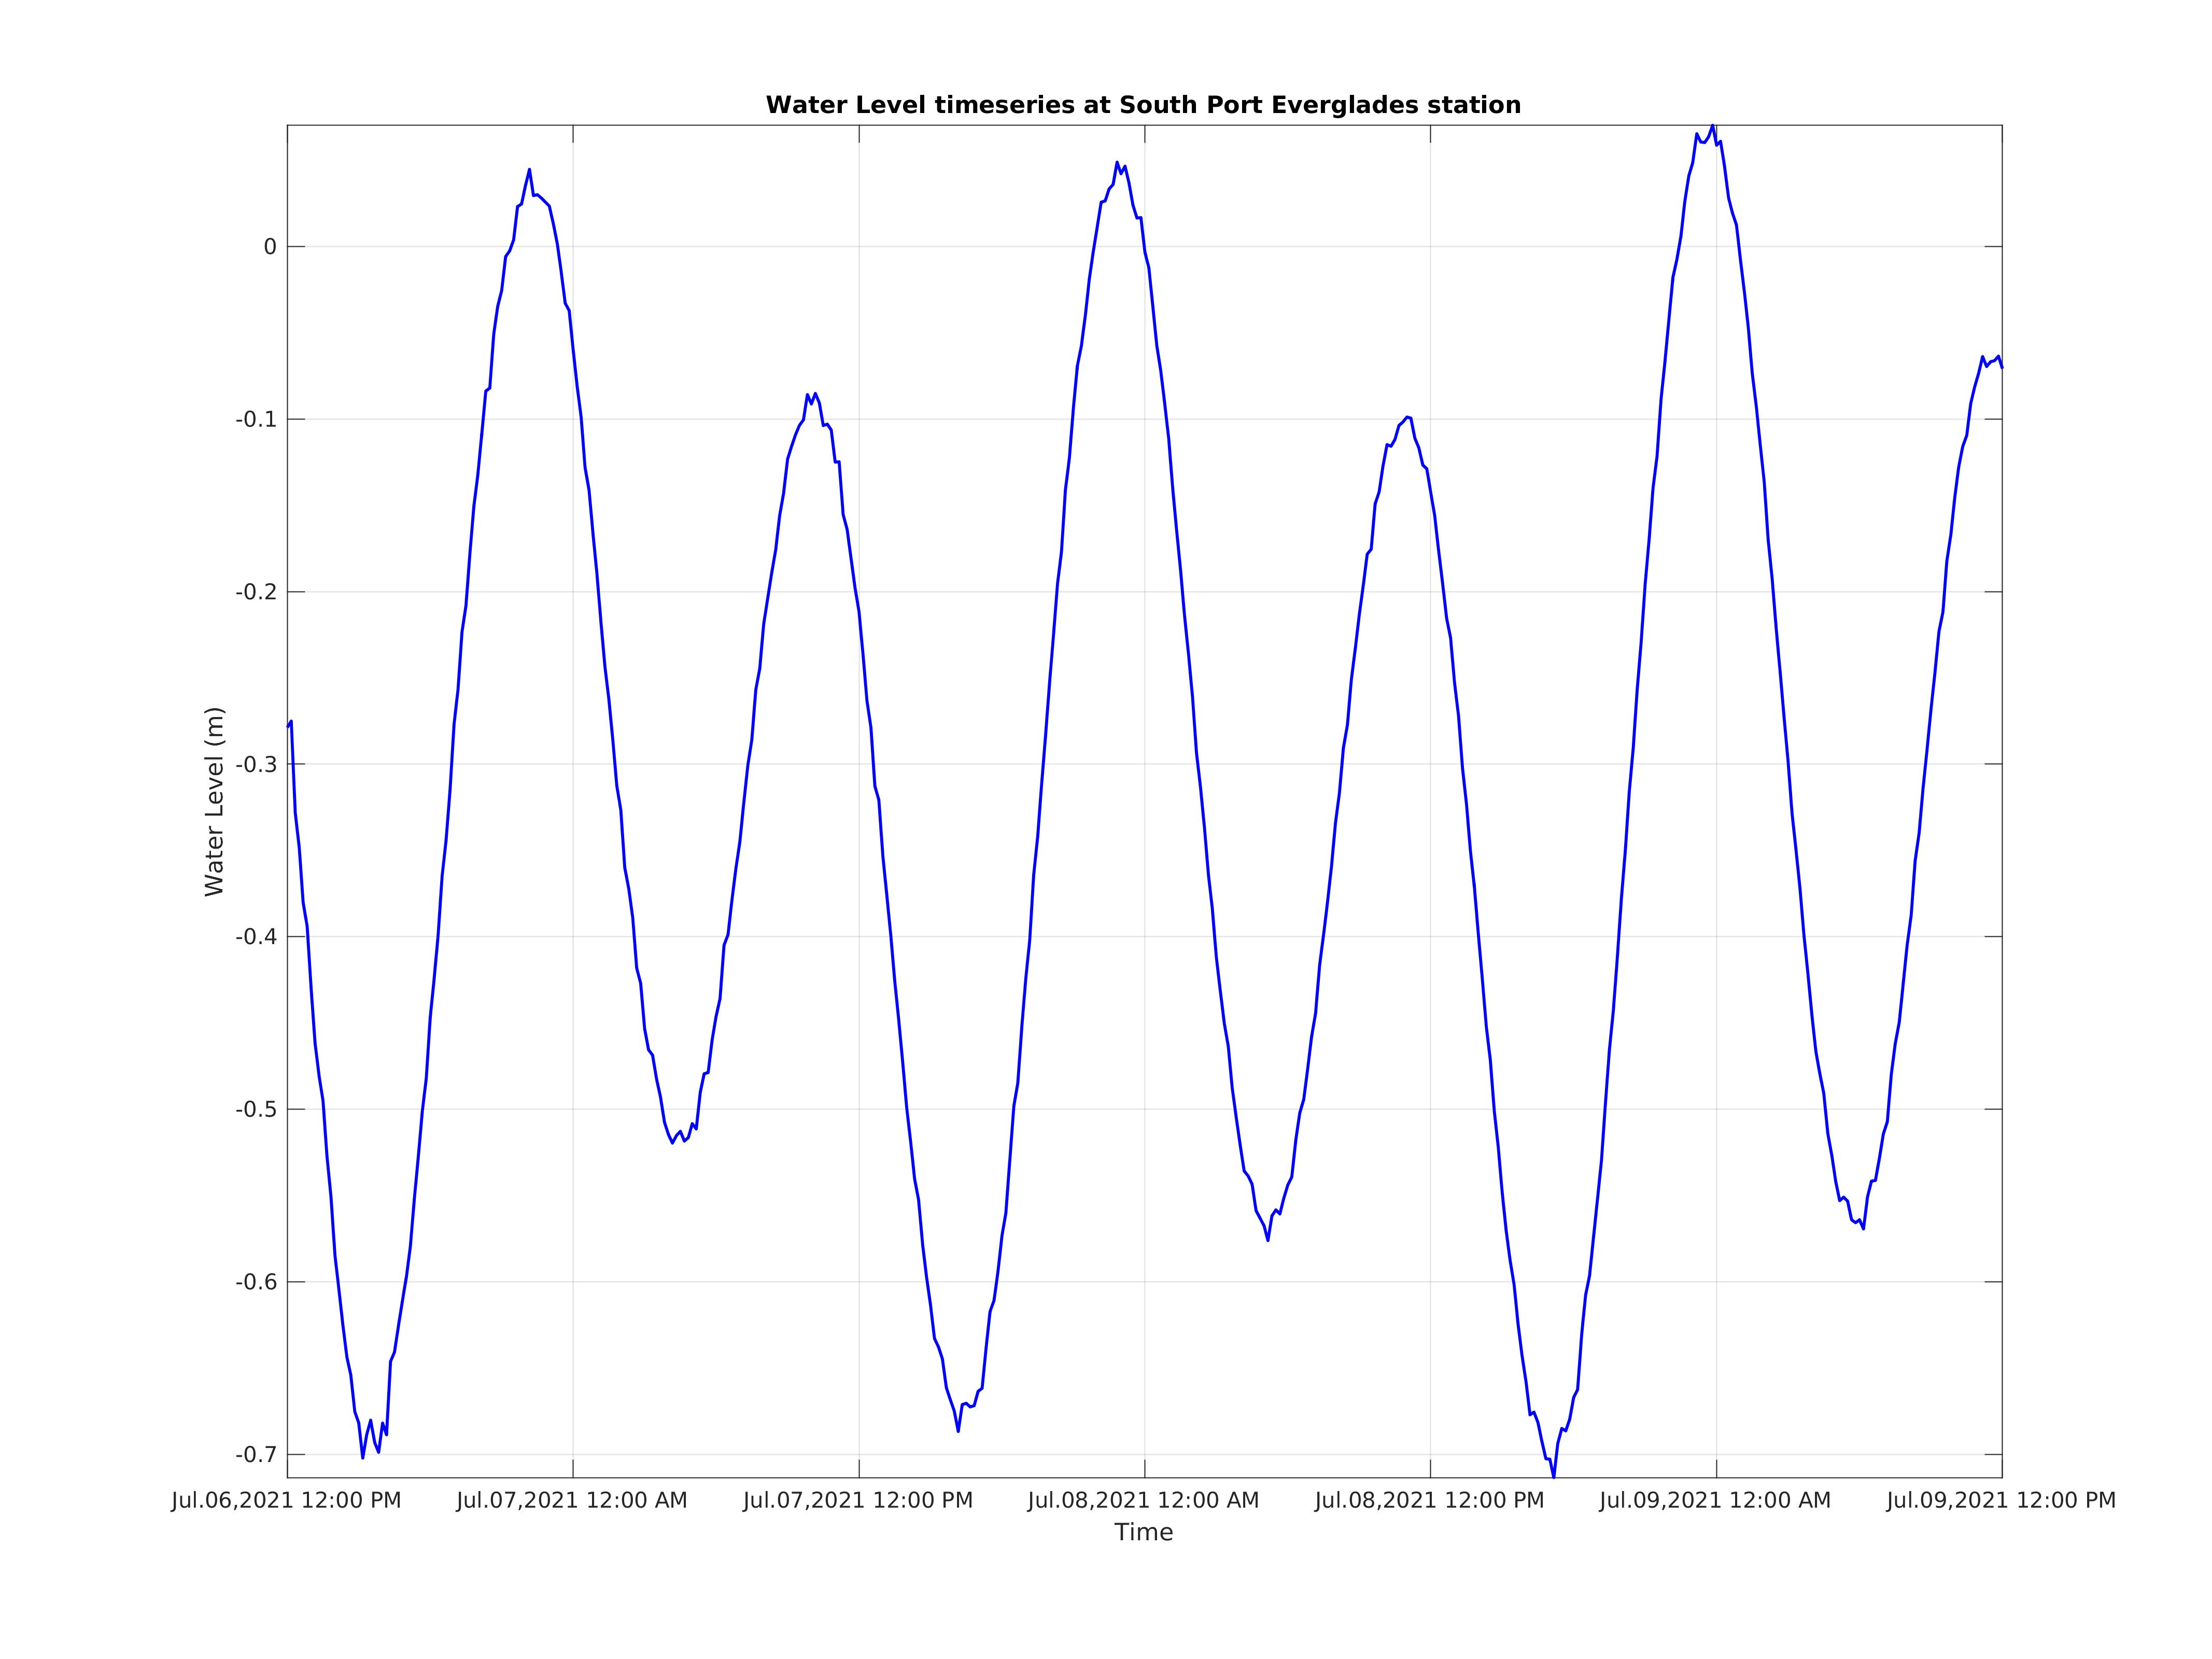 Water Level timeseries at South Port Everglades station
0
-0.1
-0.2
-0.3
-0.4
-0.5
-0.6
-0.7
Water Level (m)
Jul.06,2021 12:00 PM
Jul.07,2021 12:00 AM
Jul.07,2021 12:00 PM
Jul.08,2021 12:00 AM
Jul.08,2021 12:00 PM
Jul.09,2021 12:00 AM
Jul.09,2021 12:00 PM
Time